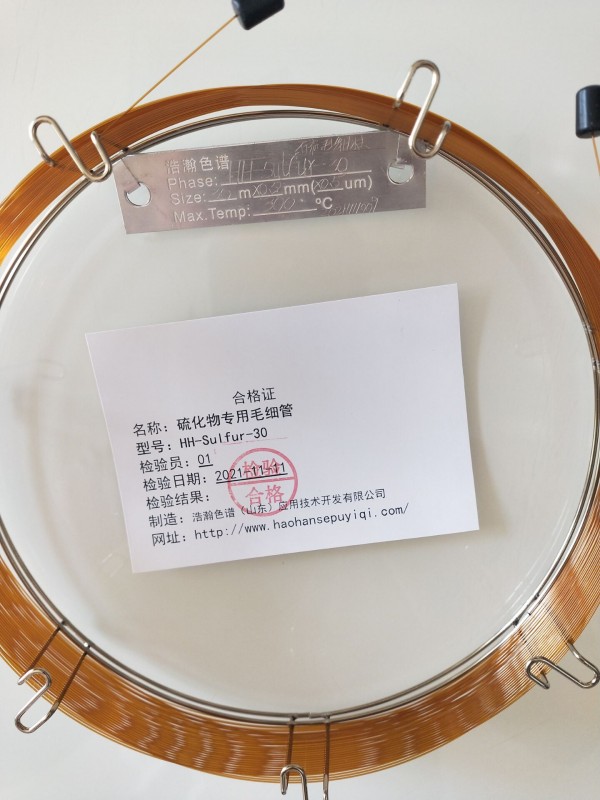 浩瀚色谱
Phase:
Size: m mm( um)
Max.Temp: °C
合格证
名称: 硫化物专用毛细管
型号: HH-Sulfur-30
检验员: 01
检验日期: 2021-11-11
检验结果:
检验
合格
制造: 浩瀚色谱(山东)应用技术开发有限公司
网址: http://www.haohansepuyiqi.com/